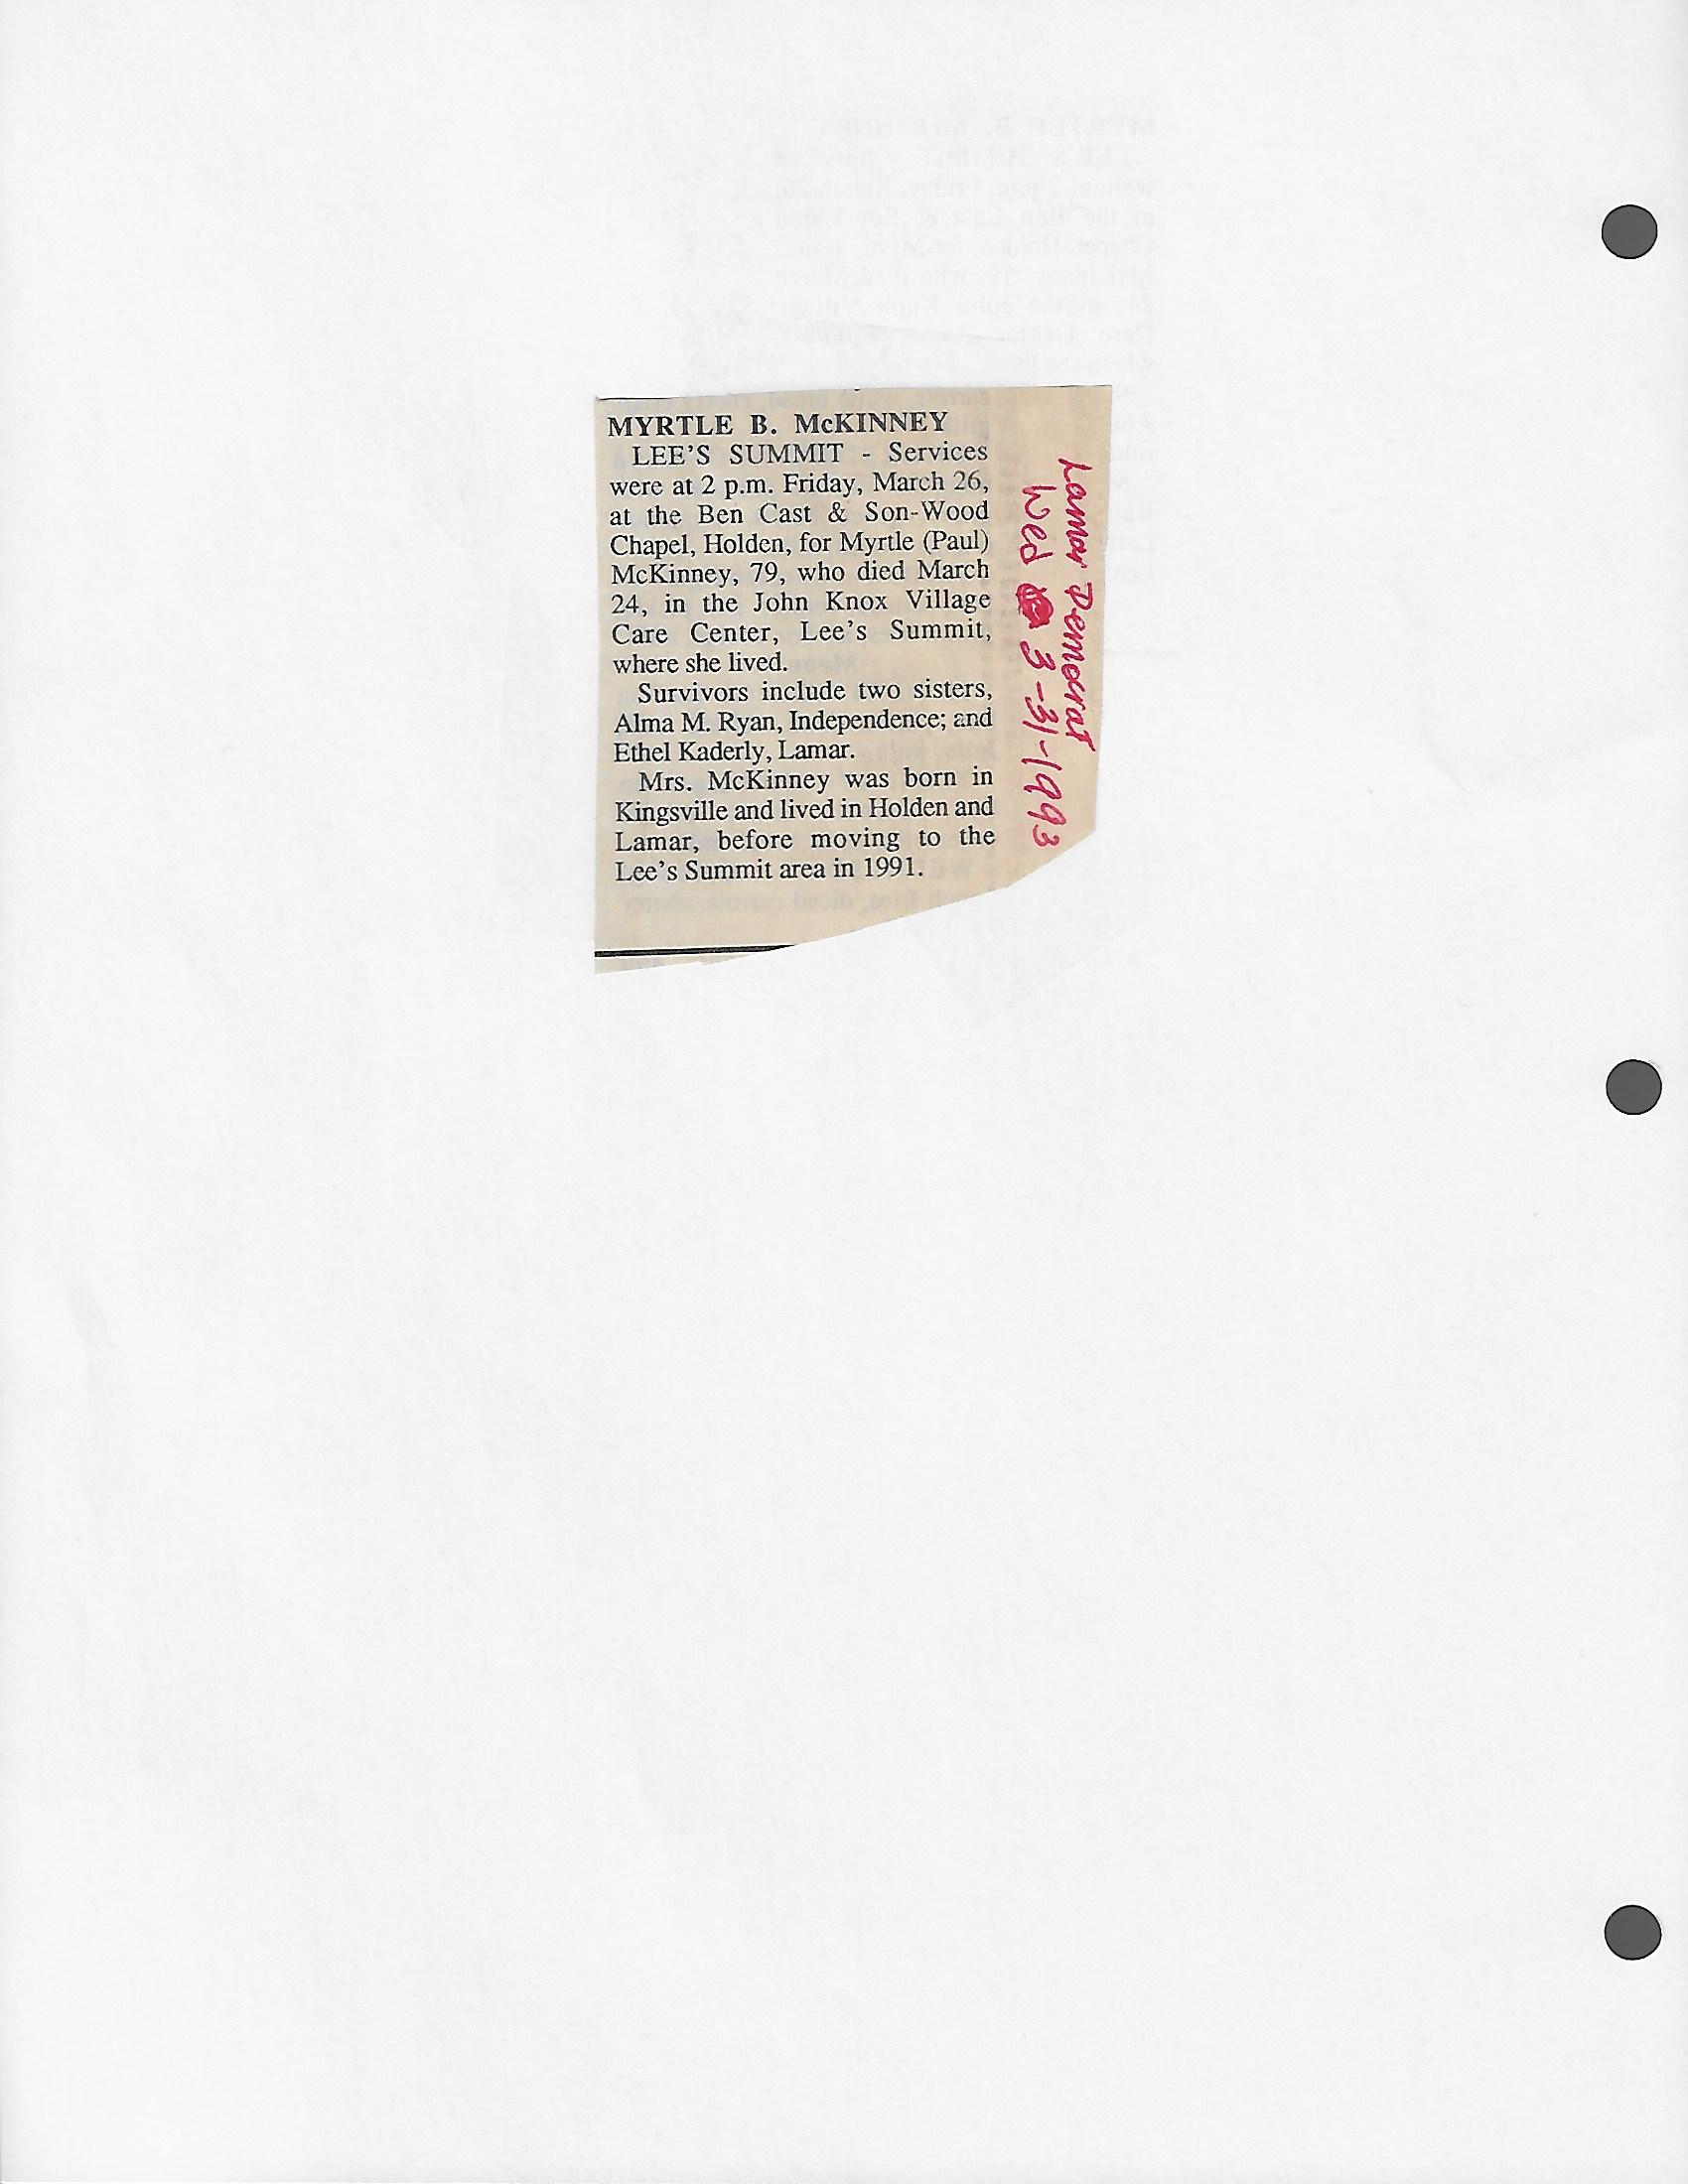 MYRTLE B. McKINNEY
LEE'S SUMMIT - Services
were at 2 p.m. Friday, March 26,
at the Ben Cast & Son-Wood
Chapel, Holden, for Myrtle (Paul)
McKinney, 79, who died March
24, in the John Knox Village
Care Center, Lee's Summit,
where she lived.
Survivors include two sisters,
Alma M. Ryan, Independence; and
Ethel Kaderly, Lamar.
Mrs. McKinney was born in
Kingsville and lived in Holden and
Lamar, before moving to the
Lee's Summit area in 1991.
Lamar Democrat
Wed 3-31-1993